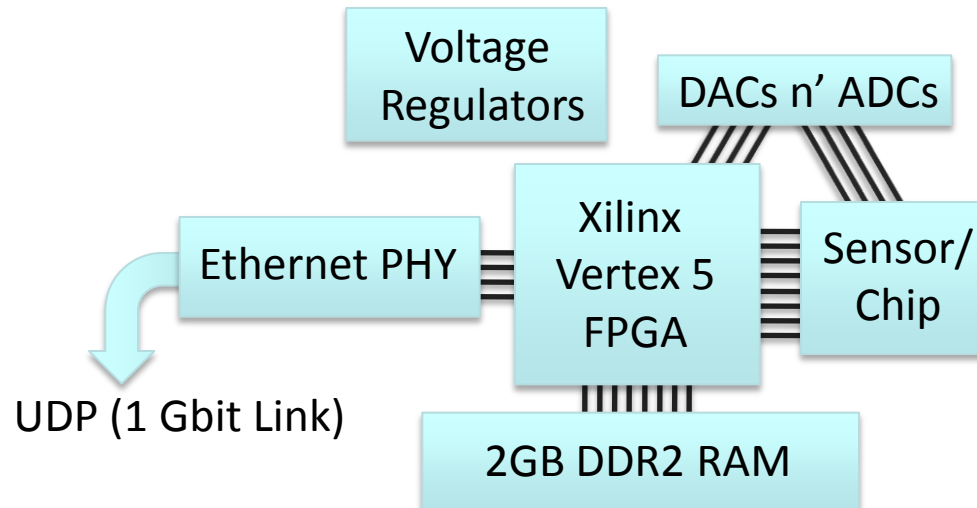 Voltage
Regulators
DACs n’ ADCs
Xilinx
Vertex 5
FPGA
Ethernet PHY
Sensor/
Chip
UDP (1 Gbit Link)
2GB DDR2 RAM